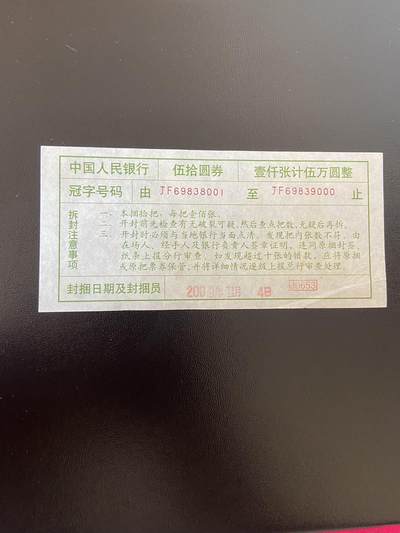 中国人民银行 伍拾圆券 壹仟张计伍万圆整
冠字号码 由 JF69838001 至 JF69839000 止
拆封注意事项
一、本捆拾把,每把壹佰张。
二、开封前先检查有无破裂可疑,然后查点把数,无疑后再拆。
三、开封时必须与当地银行当面点清,发现把内张数不符,由
在场人、经手人及银行负责人签章证明,连同原捆封签、
纸条上报分行审查,如发现超过十张的错款,应将原捆
或原把票券保管,并将详细情况逐级上报总行审查处理。
封捆日期及封捆员 4B